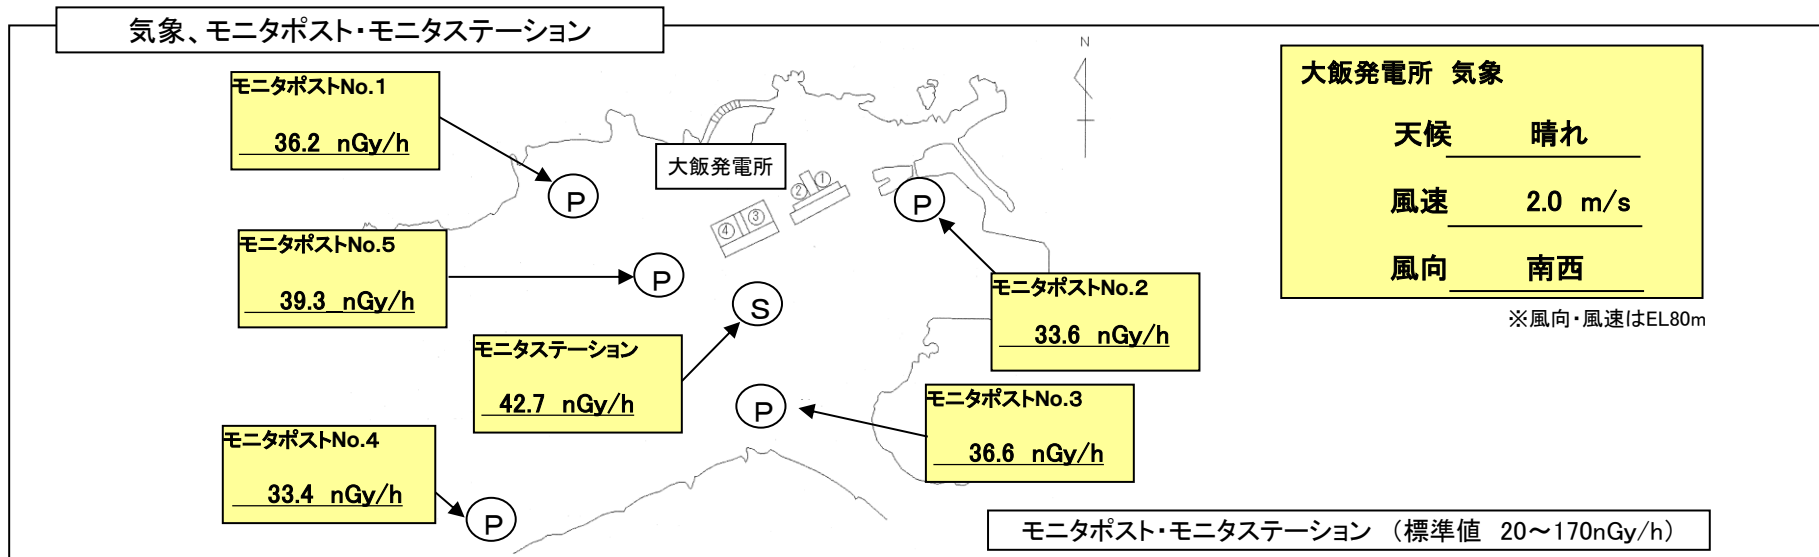 気象、モニタポスト・モニタステーション
モニタポストNo.1
36.2 nGy/h
P
大飯発電所
①
②
③
④
N
P
モニタポストNo.5
39.3 nGy/h
P
S
モニタポストNo.2
33.6 nGy/h
モニタステーション
42.7 nGy/h
P
モニタポストNo.3
36.6 nGy/h
モニタポストNo.4
33.4 nGy/h
P
大飯発電所 気象
天候 晴れ
風速 2.0 m/s
風向 南西
※風向・風速はEL80m
モニタポスト・モニタステーション (標準値 20～170nGy/h)